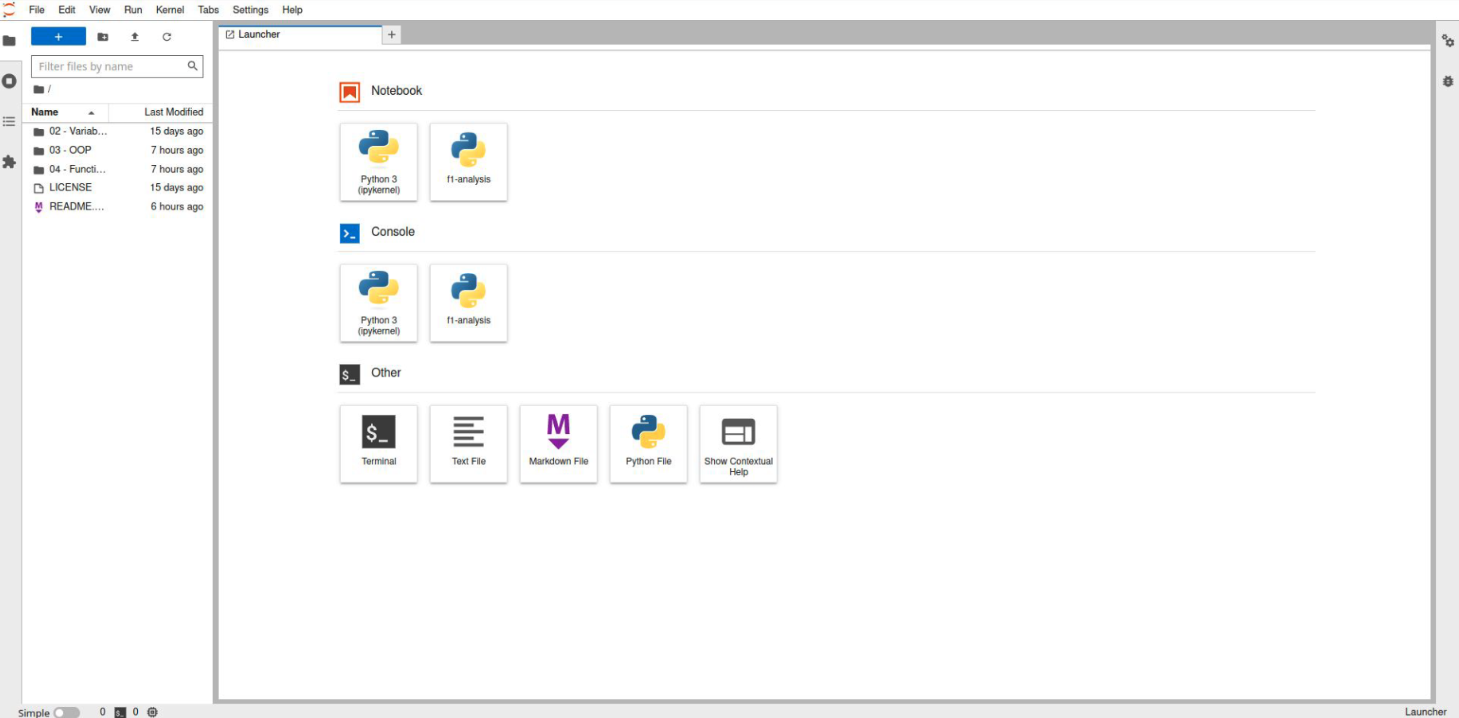 File Edit View Run Kernel Tabs Settings Help
+
Launcher +
Filter files by name
/
Name Last Modified
02 - Variab... 15 days ago
03 - OOP 7 hours ago
04 - Functi... 7 hours ago
LICENSE 15 days ago
M README.... 6 hours ago
Notebook
Python 3
(ipykernel)
f1-analysis
>_ Console
Python 3
(ipykernel)
f1-analysis
$_ Other
$_
Terminal
Text File
M
Markdown File
Python File
Show Contextual
Help
Simple 0 $_ 0 Launcher